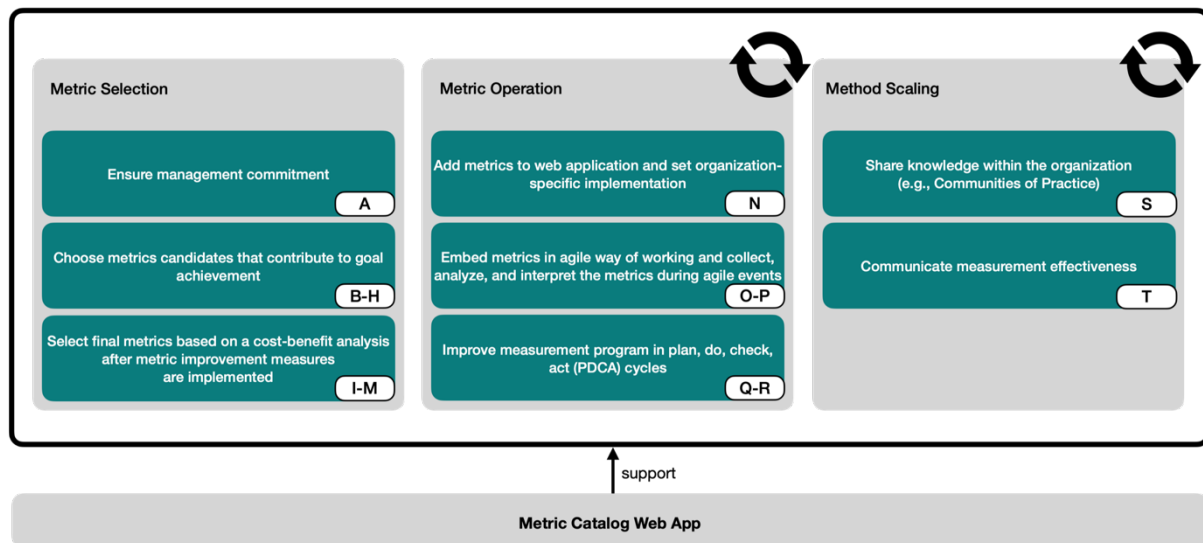 Metric Selection
Ensure management commitment
A
Choose metrics candidates that contribute to goal
achievement
B-H
Select final metrics based on a cost-benefit analysis
after metric improvement measures
are implemented
I-M
Metric Operation
Add metrics to web application and set organization-
specific implementation
N
Embed metrics in agile way of working and collect,
analyze, and interpret the metrics during agile events
O-P
Improve measurement program in plan, do, check,
act (PDCA) cycles
Q-R
Method Scaling
Share knowledge within the organization
(e.g., Communities of Practice)
S
Communicate measurement effectiveness
T
support
Metric Catalog Web App